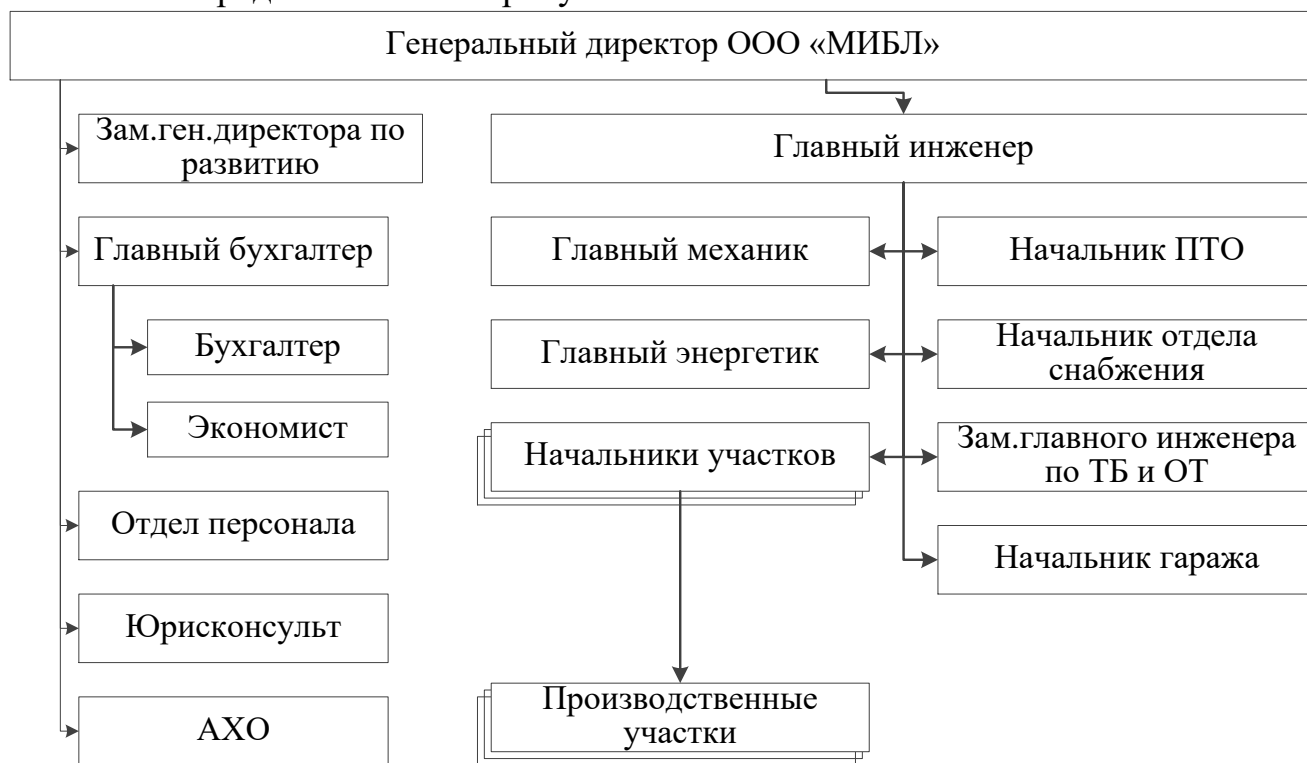 Генеральный директор ООО «МИБЛ»
Зам.ген.директора по
развитию
Главный инженер
Главный бухгалтер
Главный механик
Начальник ПТО
Бухгалтер
Главный энергетик
Начальник отдела
снабжения
Экономист
Начальники участков
Зам.главного инженера
по ТБ и ОТ
Отдел персонала
Начальник гаража
Юрисконсульт
АХО
Производственные
участки